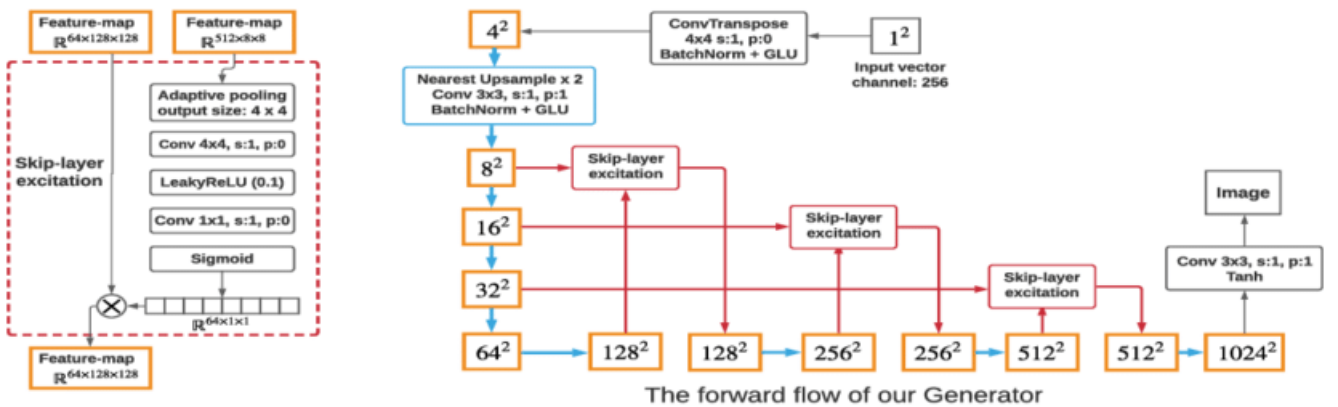 Feature-map
ℝ^64×128×128
Feature-map
ℝ^512×8×8
Skip-layer
excitation
Adaptive pooling
output size: 4 x 4
Conv 4x4, s:1, p:0
LeakyReLU (0.1)
Conv 1x1, s:1, p:0
Sigmoid
ℝ^64×1×1
Feature-map
ℝ^64×128×128
4²
ConvTranspose
4x4 s:1, p:0
BatchNorm + GLU
1²
Input vector
channel: 256
Nearest Upsample x 2
Conv 3x3, s:1, p:1
BatchNorm + GLU
8²
Skip-layer
excitation
16²
Skip-layer
excitation
32²
Skip-layer
excitation
Image
Conv 3x3, s:1, p:1
Tanh
64²
128²
128²
256²
256²
512²
512²
1024²
The forward flow of our Generator